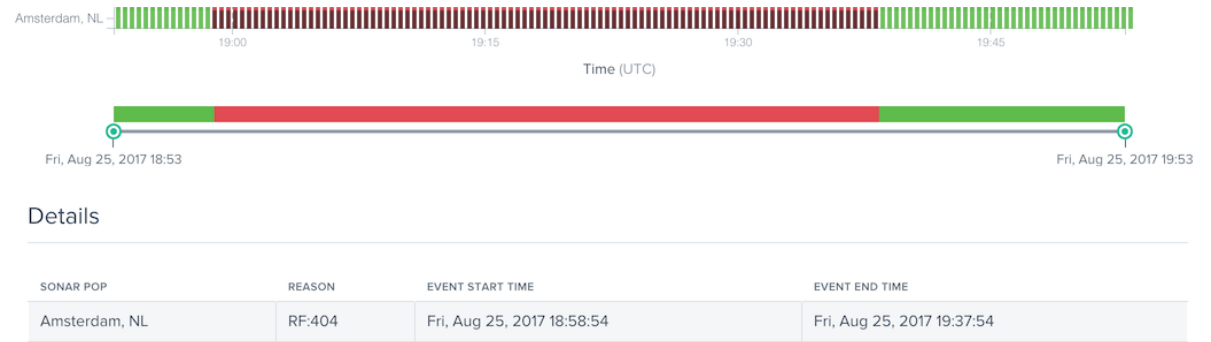 Amsterdam, NL
19:00 19:15 19:30 19:45
Time (UTC)
Fri, Aug 25, 2017 18:53 Fri, Aug 25, 2017 19:53
Details
SONAR POP REASON EVENT START TIME EVENT END TIME
Amsterdam, NL RF:404 Fri, Aug 25, 2017 18:58:54 Fri, Aug 25, 2017 19:37:54